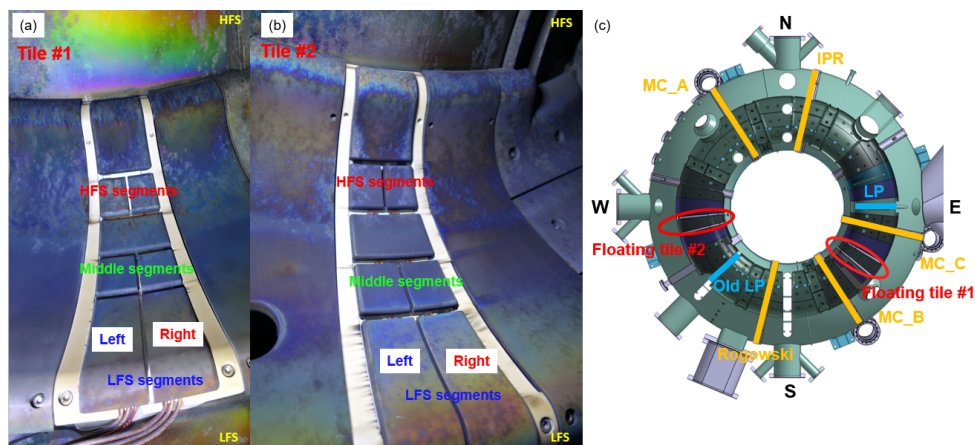 (a)
HFS
Tile #1
HFS segments
Middle segments
Left
Right
LFS segments
LFS
(b)
HFS
Tile #2
HFS segments
Middle segments
Left
Right
LFS segments
LFS
(c)
N
IPR
MC_A
LP
W
E
Floating tile #2
MC_C
Old LP
Floating tile #1
MC_B
Rogowski
S